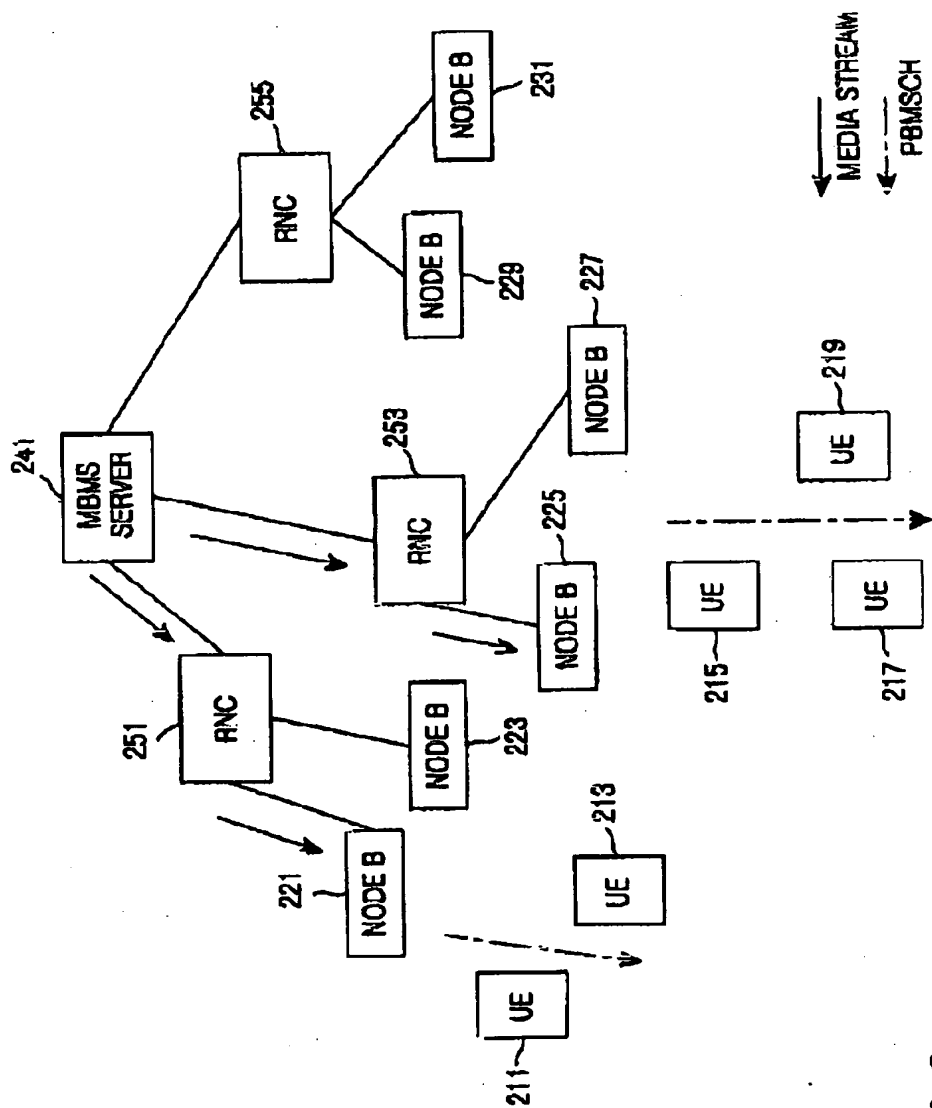 241
MBMS
SERVER
255
RNC
251
RNC
253
RNC
NODE B
231
NODE B
229
NODE B
227
NODE B
225
NODE B
223
221
NODE B
UE
211
UE
213
215
UE
UE
217
UE
219
MEDIA STREAM
PBMSCH